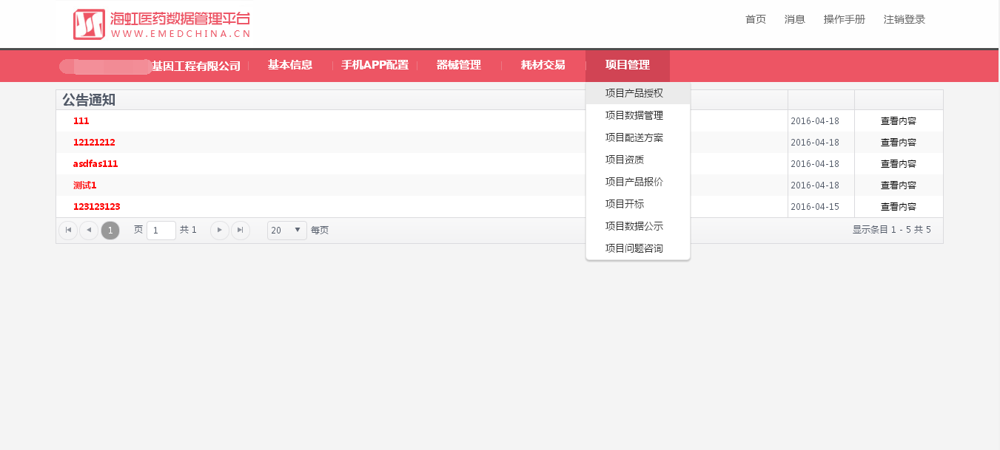 海虹医药数据管理平台
WWW.EMEDCHINA.CN
首页 消息 操作手册 注销登录
基因工程有限公司 基本信息 手机APP配置 器械管理 耗材交易 项目管理
项目产品授权
项目数据管理
项目配送方案
项目资质
项目产品报价
项目开标
项目数据公示
项目问题咨询
公告通知
111 2016-04-18 查看内容
12121212 2016-04-18 查看内容
asdfas111 2016-04-18 查看内容
测试1 2016-04-18 查看内容
123123123 2016-04-15 查看内容
1 页 1 共 1 20 每页 显示条目 1 - 5 共 5